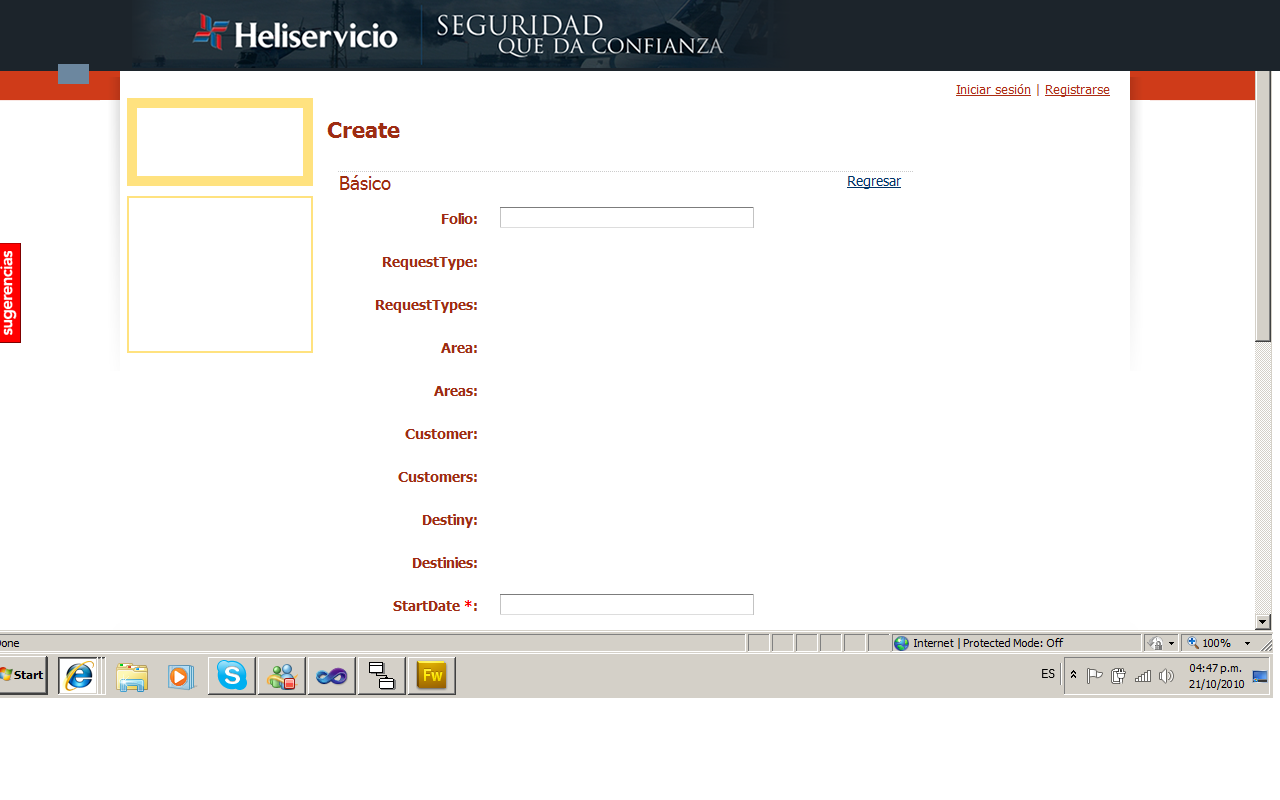 Heliservicio
SEGURIDAD
QUE DA CONFIANZA
Iniciar sesión | Registrarse
Create
Básico
Regresar
Folio:
RequestType:
RequestTypes:
Area:
Areas:
Customer:
Customers:
Destiny:
Destinies:
StartDate *:
sugerencias
one
Internet | Protected Mode: Off
100%
Start
Fw
ES
04:47 p.m.
21/10/2010